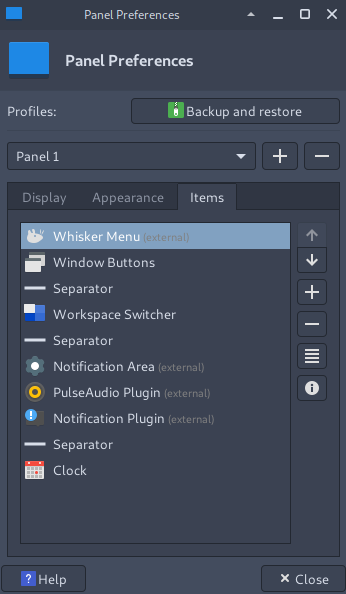 Panel Preferences
Panel Preferences
Profiles:
Backup and restore
Panel 1
Display Appearance Items
Whisker Menu (external)
Window Buttons
Separator
Workspace Switcher
Separator
Notification Area (external)
PulseAudio Plugin (external)
Notification Plugin (external)
Separator
Clock
Help Close